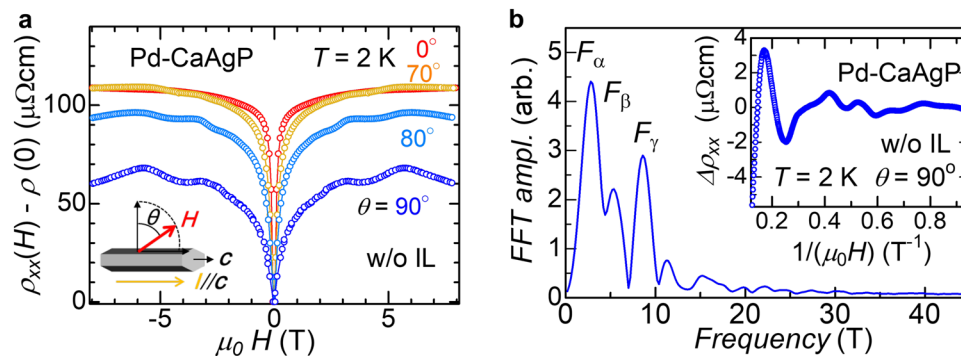 a
Pd-CaAgP
T = 2 K
0°
70°
80°
θ = 90°
w/o IL
θ
H
c
I//c
ρxx(H) - ρ (0) (μΩcm)
100
50
0
-5
0
5
μ0 H (T)
b
Fα
Fβ
Fγ
FFT ampl. (arb.)
5
4
3
2
1
0
0
10
20
30
40
Frequency (T)
Pd-CaAgP
w/o IL
T = 2 K θ = 90°
Δρxx (μΩcm)
4
2
0
-2
-4
0.2
0.4
0.6
0.8
1/(μ0H) (T-1)